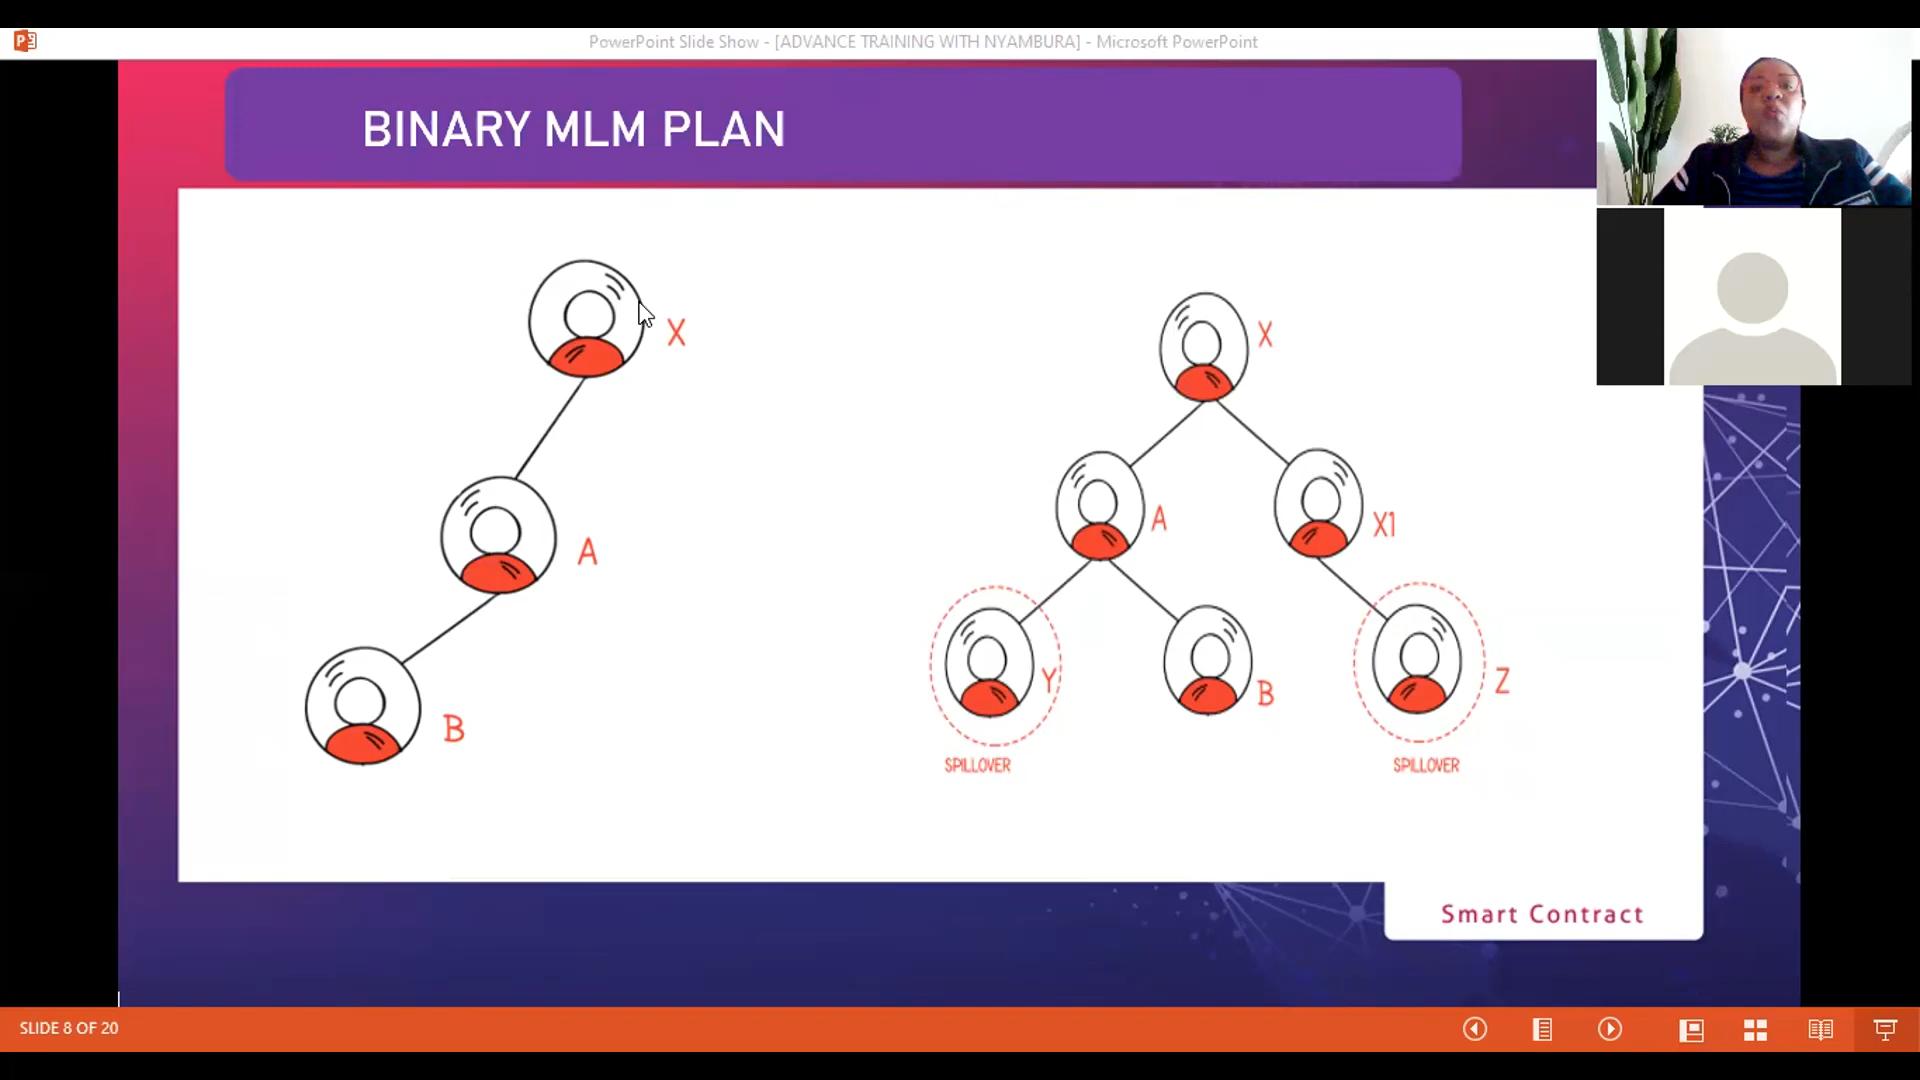 PowerPoint Slide Show - [ADVANCE TRAINING WITH NYAMBURA] - Microsoft PowerPoint
BINARY MLM PLAN
X
A
B
X
A
X1
Y
B
Z
SPILLOVER
SPILLOVER
Smart Contract
SLIDE 8 OF 20